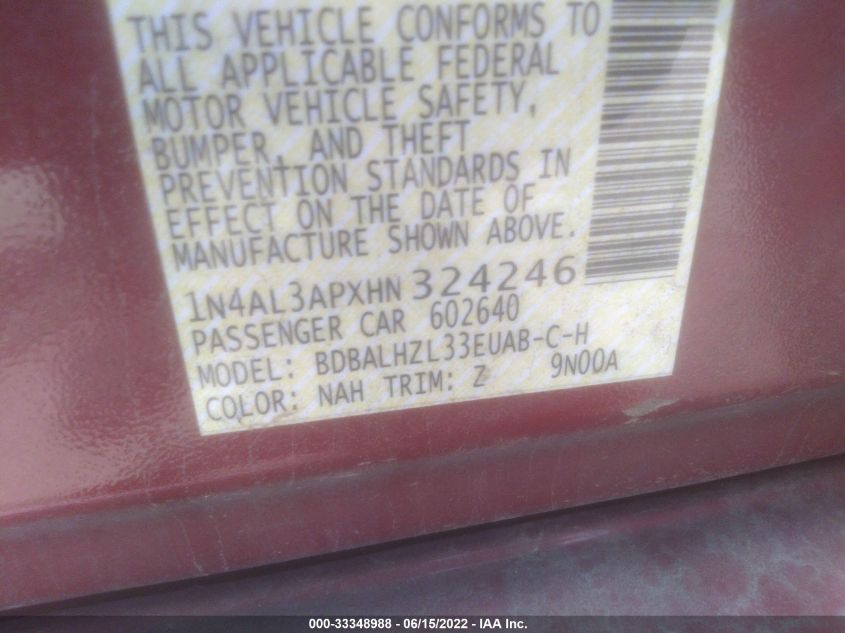 THIS VEHICLE CONFORMS TO
ALL APPLICABLE FEDERAL
MOTOR VEHICLE SAFETY,
BUMPER, AND THEFT
PREVENTION STANDARDS IN
EFFECT ON THE DATE OF
MANUFACTURE SHOWN ABOVE.
1N4AL3APXHN324246
PASSENGER CAR 602640
MODEL: BDBALHZL33EUAB-C-H
COLOR: NAH TRIM: Z 9N00A
000-33348988 - 06/15/2022 - IAA Inc.